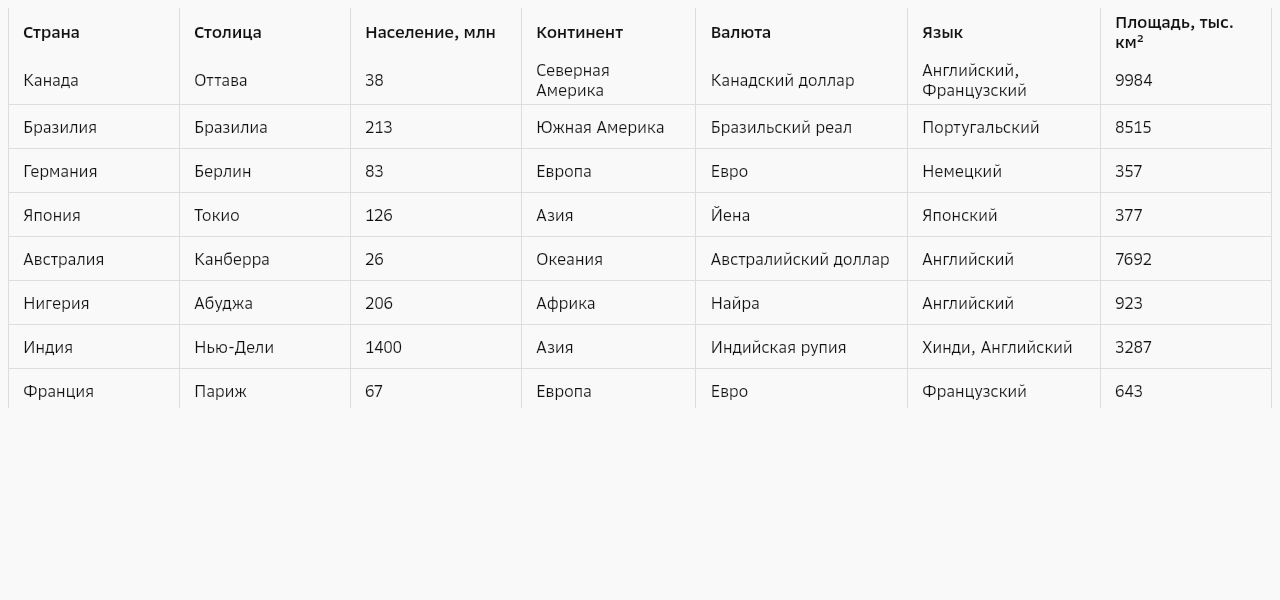 Страна Столица Население, млн Континент Валюта Язык Площадь, тыс. км²
Канада Оттава 38 Северная Америка Канадский доллар Английский, Французский 9984
Бразилия Бразилиа 213 Южная Америка Бразильский реал Португальский 8515
Германия Берлин 83 Европа Евро Немецкий 357
Япония Токио 126 Азия Йена Японский 377
Австралия Канберра 26 Океания Австралийский доллар Английский 7692
Нигерия Абуджа 206 Африка Найра Английский 923
Индия Нью-Дели 1400 Азия Индийская рупия Хинди, Английский 3287
Франция Париж 67 Европа Евро Французский 643